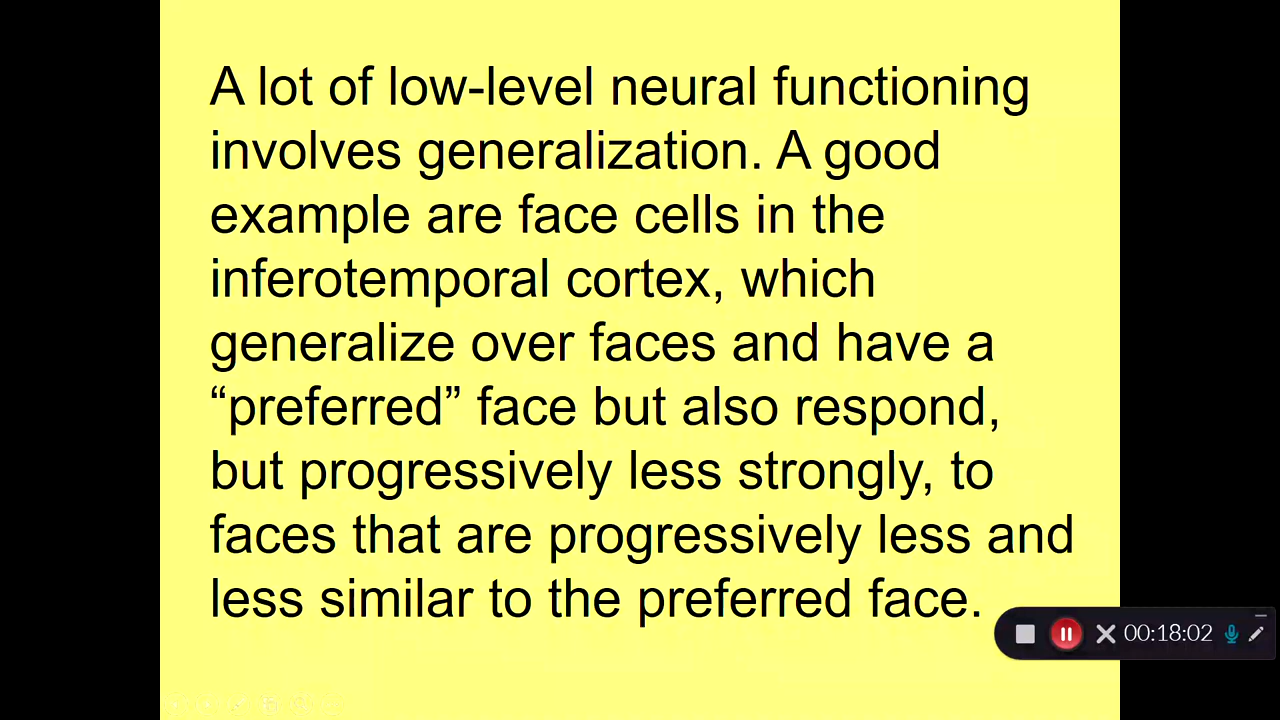 A lot of low-level neural functioning
involves generalization. A good
example are face cells in the
inferotemporal cortex, which
generalize over faces and have a
“preferred” face but also respond,
but progressively less strongly, to
faces that are progressively less and
less similar to the preferred face.
00:18:02